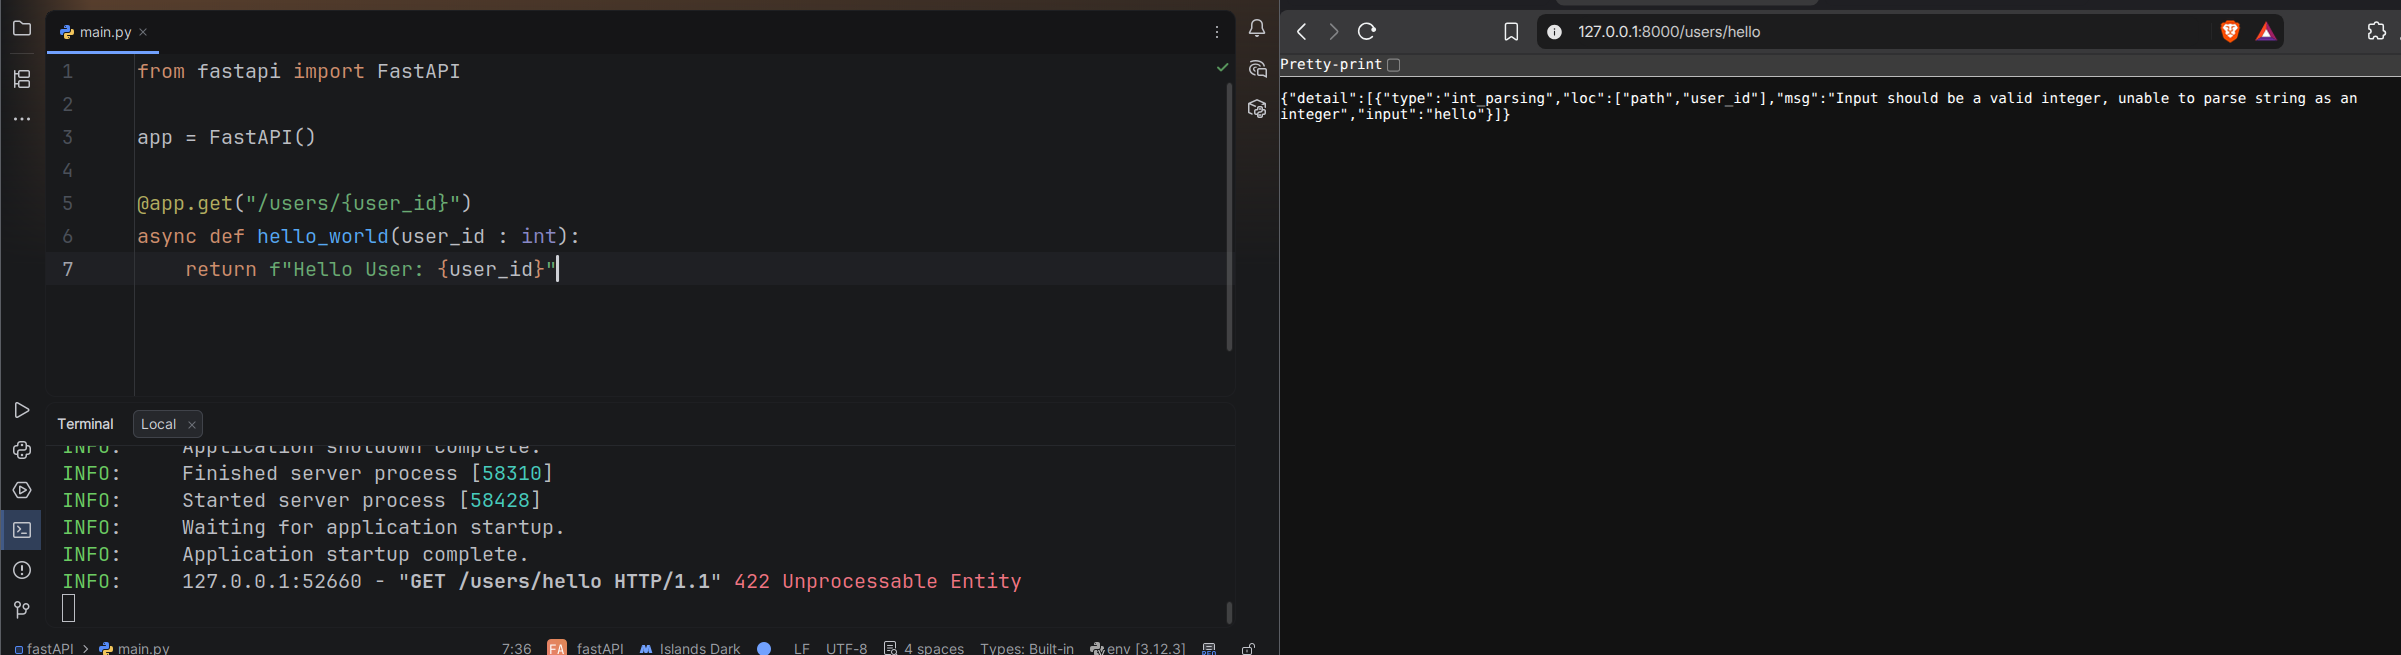 main.py
1 from fastapi import FastAPI
2
3 app = FastAPI()
4
5 @app.get("/users/{user_id}")
6 async def hello_world(user_id : int):
7 return f"Hello User: {user_id}"
Terminal Local
INFO: Application shutdown complete.
INFO: Finished server process [58310]
INFO: Started server process [58428]
INFO: Waiting for application startup.
INFO: Application startup complete.
INFO: 127.0.0.1:52660 - "GET /users/hello HTTP/1.1" 422 Unprocessable Entity
fastAPI > main.py 7:36 FA fastAPI Islands Dark LF UTF-8 4 spaces Types: Built-in env [3.12.3]
127.0.0.1:8000/users/hello
Pretty-print
{"detail":[{"type":"int_parsing","loc":["path","user_id"],"msg":"Input should be a valid integer, unable to parse string as an
integer","input":"hello"}]}